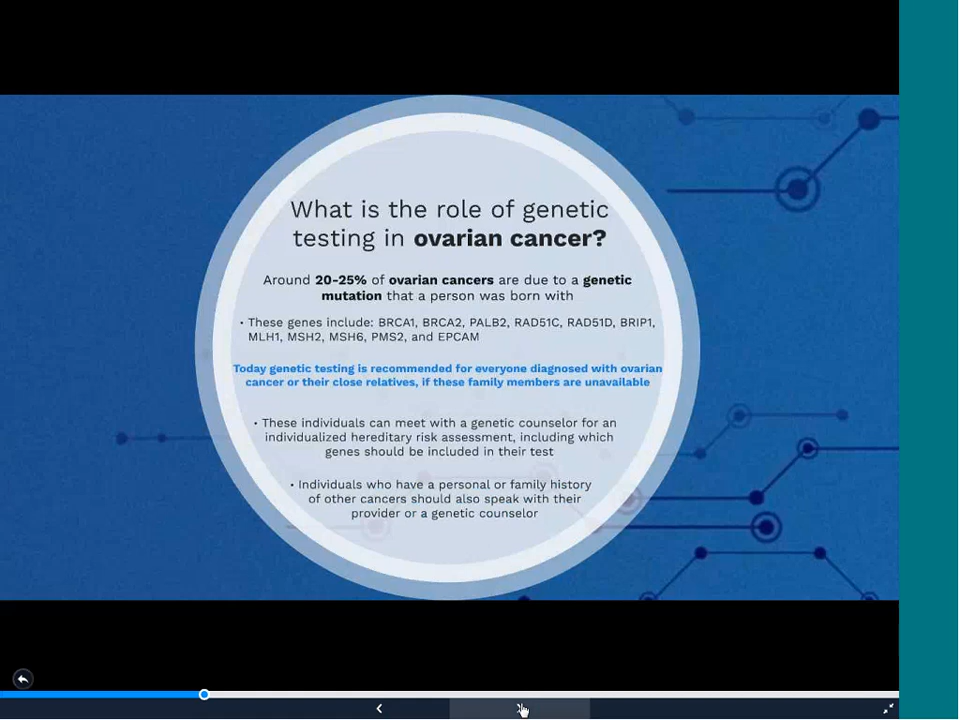 What is the role of genetic
testing in ovarian cancer?
Around 20-25% of ovarian cancers are due to a genetic
mutation that a person was born with
• These genes include: BRCA1, BRCA2, PALB2, RAD51C, RAD51D, BRIP1,
MLH1, MSH2, MSH6, PMS2, and EPCAM
Today genetic testing is recommended for everyone diagnosed with ovarian
cancer or their close relatives, if these family members are unavailable
• These individuals can meet with a genetic counselor for an
individualized hereditary risk assessment, including which
genes should be included in their test
• Individuals who have a personal or family history
of other cancers should also speak with their
provider or a genetic counselor